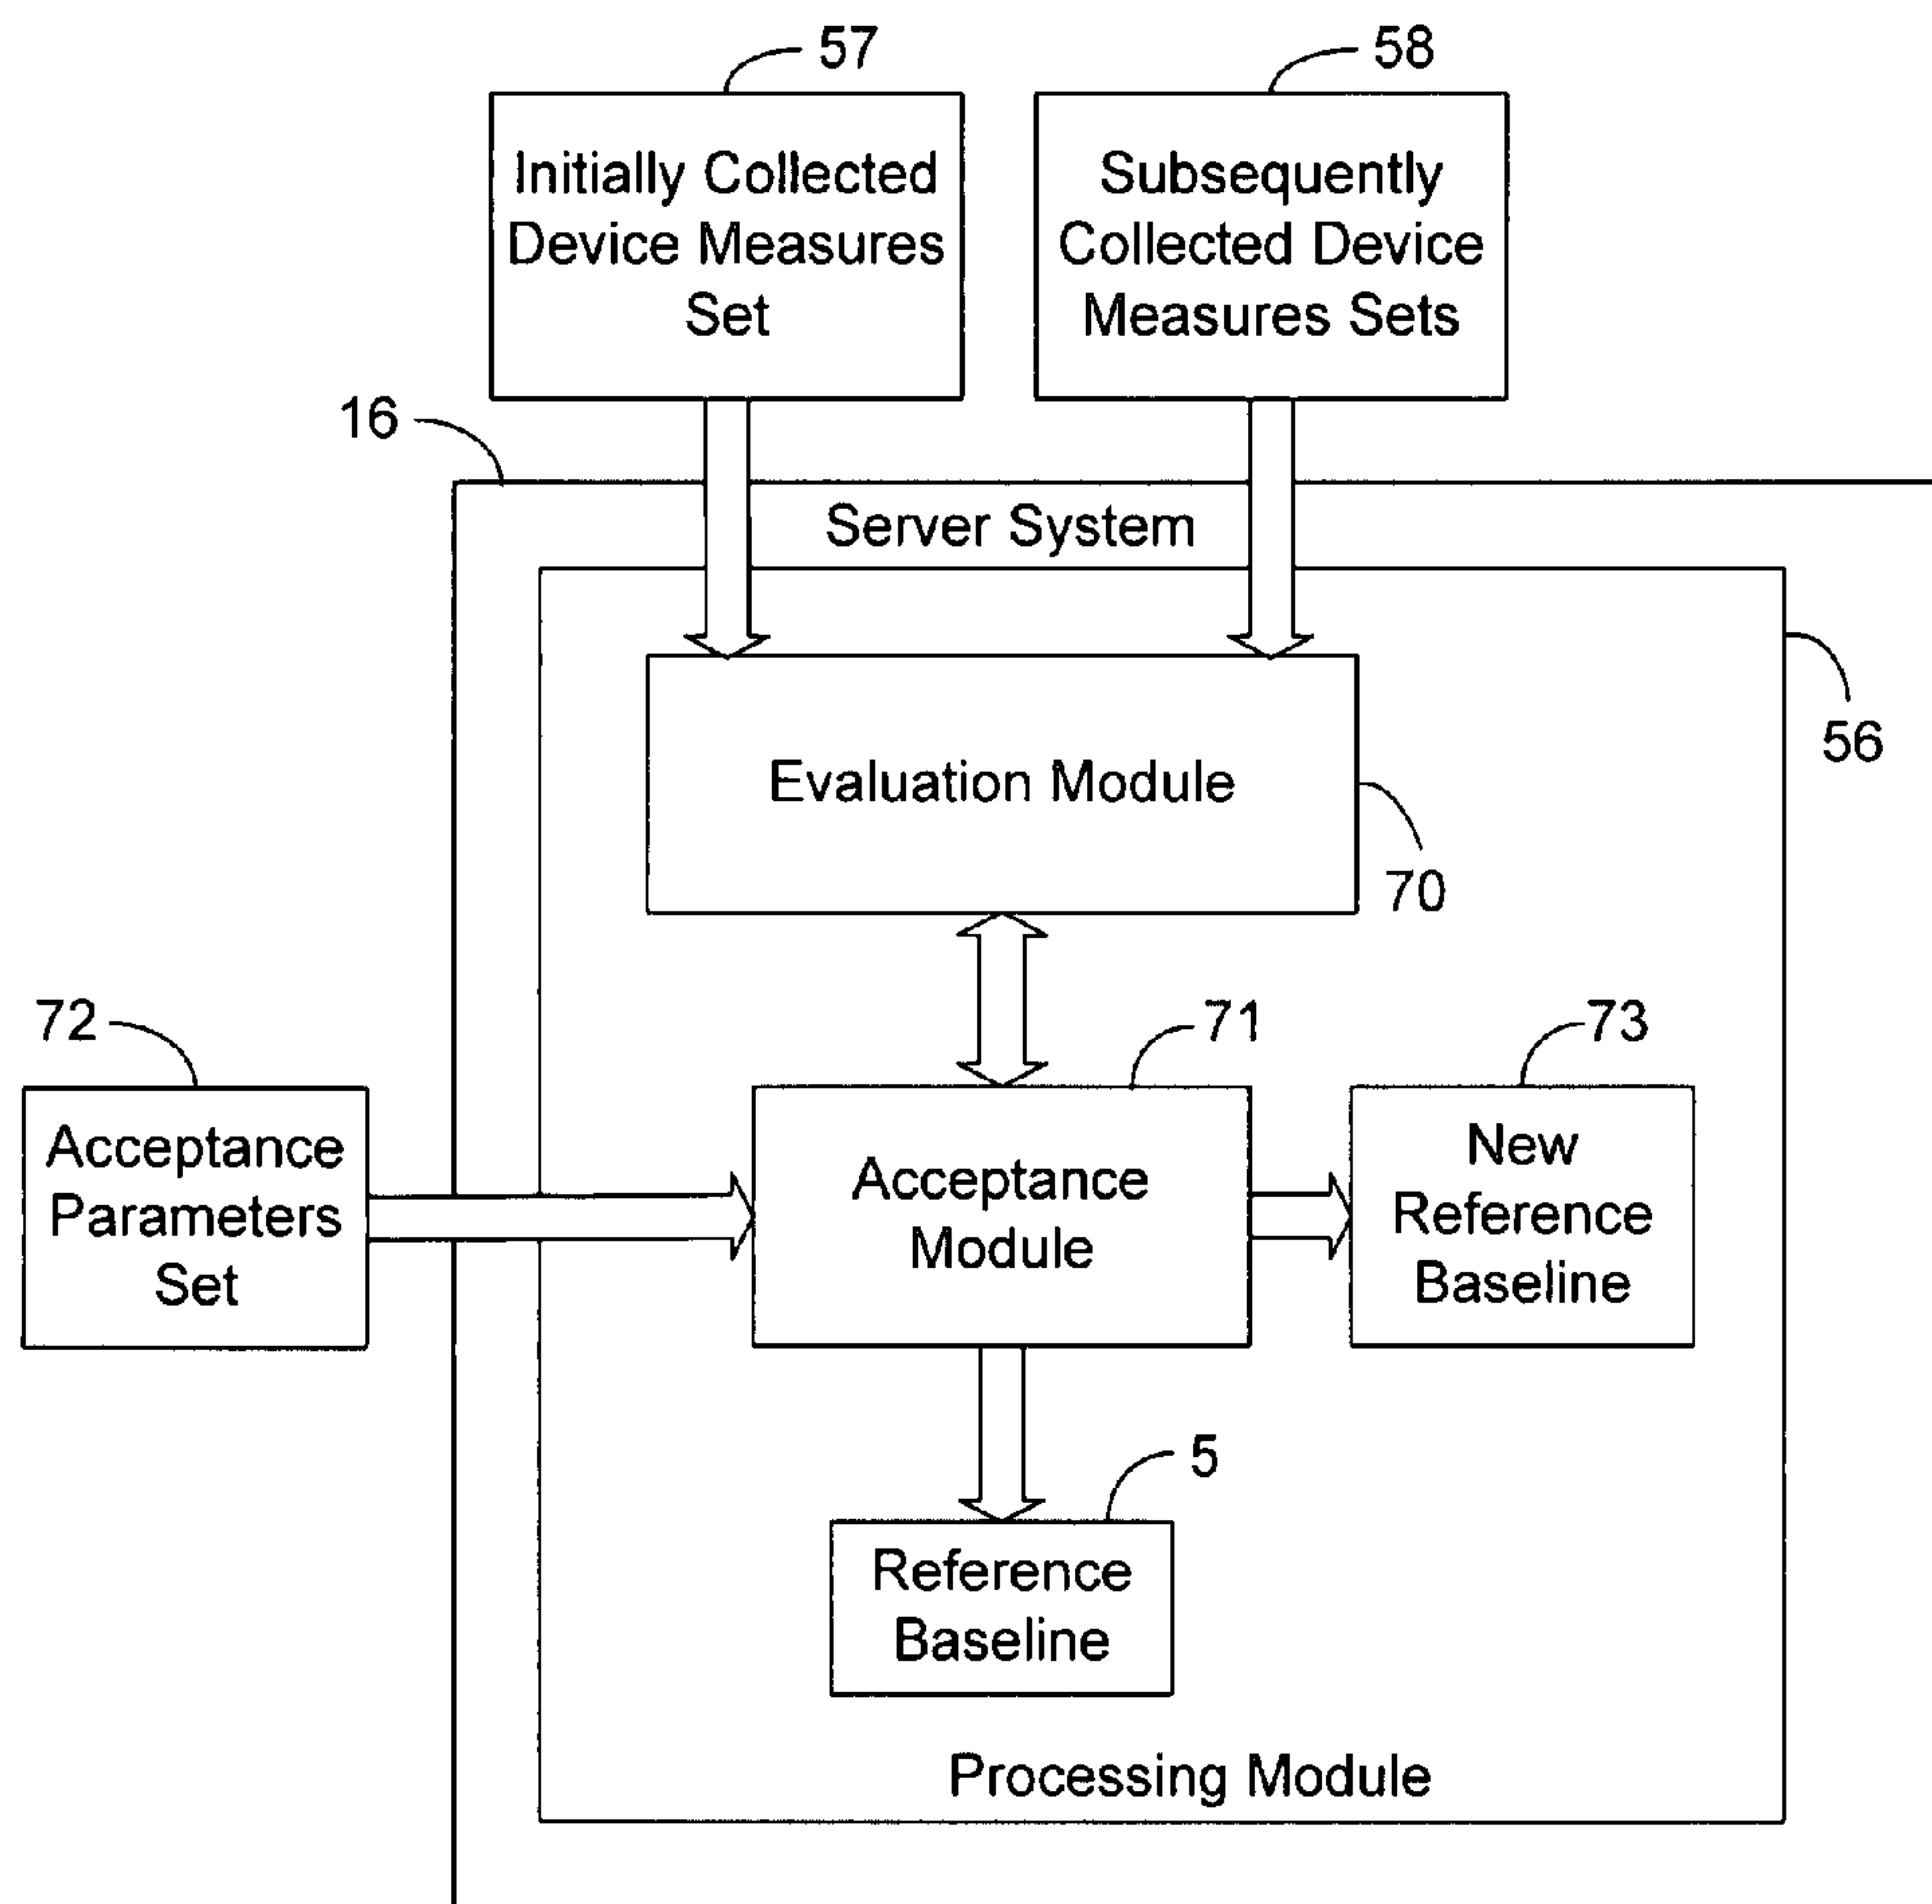 57
58
Initially Collected
Device Measures
Set
Subsequently
Collected Device
Measures Sets
16
Server System
56
Evaluation Module
70
72
71
73
Acceptance
Parameters
Set
Acceptance
Module
New
Reference
Baseline
5
Reference
Baseline
Processing Module